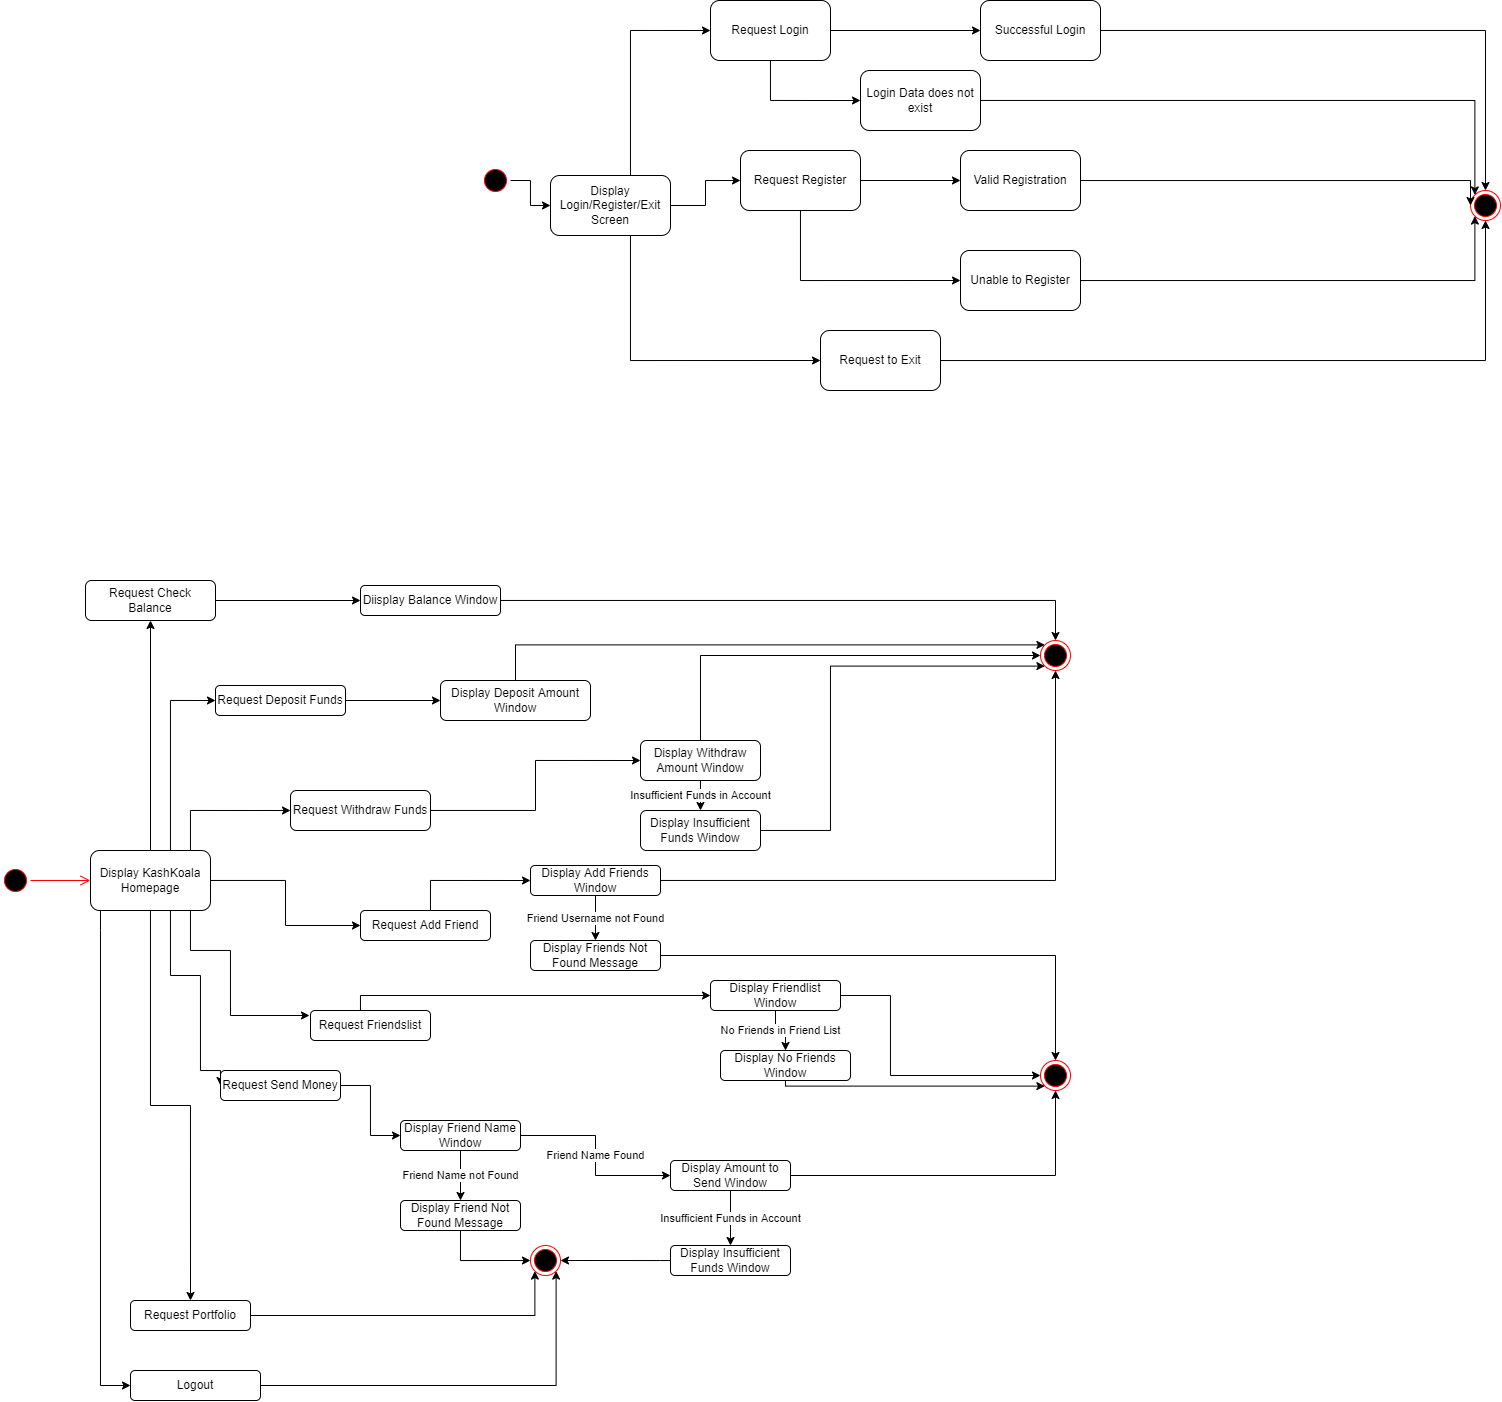 Request Login
Successful Login
Login Data does not
exist
Request Register
Valid Registration
Display
Login/Register/Exit
Screen
Unable to Register
Request to Exit
Request Check
Balance
Diisplay Balance Window
Request Deposit Funds
Display Deposit Amount
Window
Display Withdraw
Amount Window
Insufficient Funds in Account
Request Withdraw Funds
Display Insufficient
Funds Window
Display KashKoala
Homepage
Display Add Friends
Window
Request Add Friend
Friend Username not Found
Display Friends Not
Found Message
Display Friendlist
Window
Request Friendslist
No Friends in Friend List
Display No Friends
Window
Request Send Money
Display Friend Name
Window
Friend Name Found
Friend Name not Found
Display Amount to
Send Window
Display Friend Not
Found Message
Insufficient Funds in Account
Display Insufficient
Funds Window
Request Portfolio
Logout